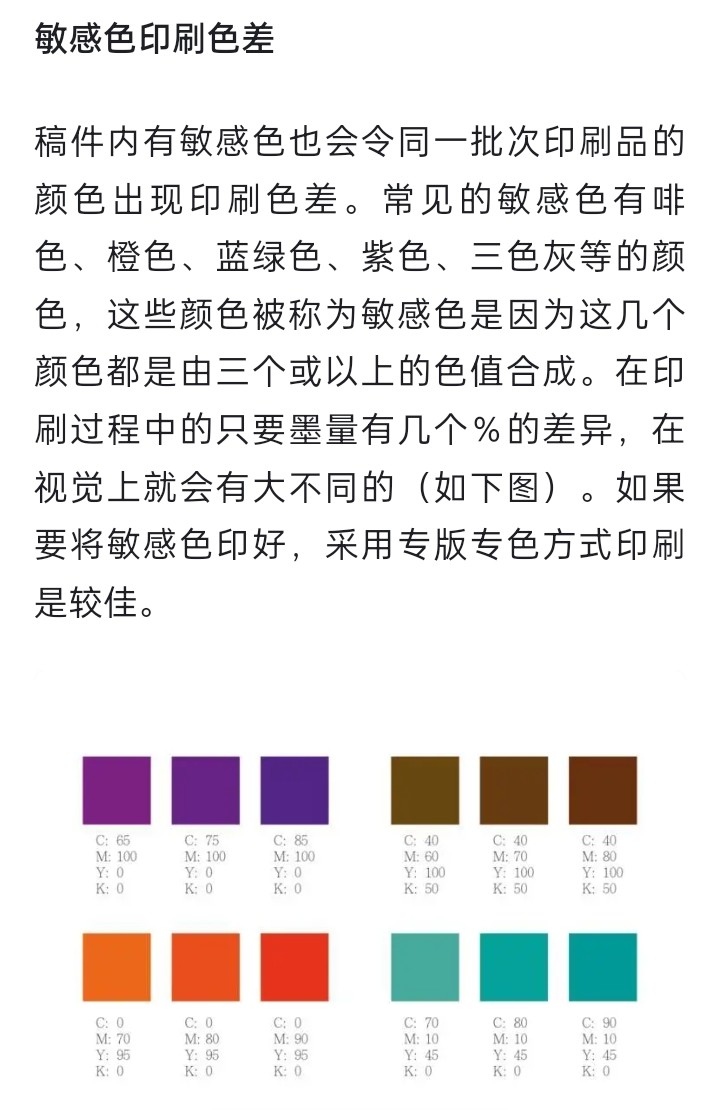 敏感色印刷色差
稿件内有敏感色也会令同一批次印刷品的
颜色出现印刷色差。常见的敏感色有啡
色、橙色、蓝绿色、紫色、三色灰等的颜
色，这些颜色被称为敏感色是因为这几个
颜色都是由三个或以上的色值合成。在印
刷过程中的只要墨量有几个%的差异，在
视觉上就会有大不同的（如下图）。如果
要将敏感色印好，采用专版专色方式印刷
是较佳。
C: 65
M: 100
Y: 0
K: 0
C: 75
M: 100
Y: 0
K: 0
C: 85
M: 100
Y: 0
K: 0
C: 40
M: 60
Y: 100
K: 50
C: 40
M: 70
Y: 100
K: 50
C: 40
M: 80
Y: 100
K: 50
C: 0
M: 70
Y: 95
K: 0
C: 0
M: 80
Y: 95
K: 0
C: 0
M: 90
Y: 95
K: 0
C: 70
M: 10
Y: 45
K: 0
C: 80
M: 10
Y: 45
K: 0
C: 90
M: 10
Y: 45
K: 0